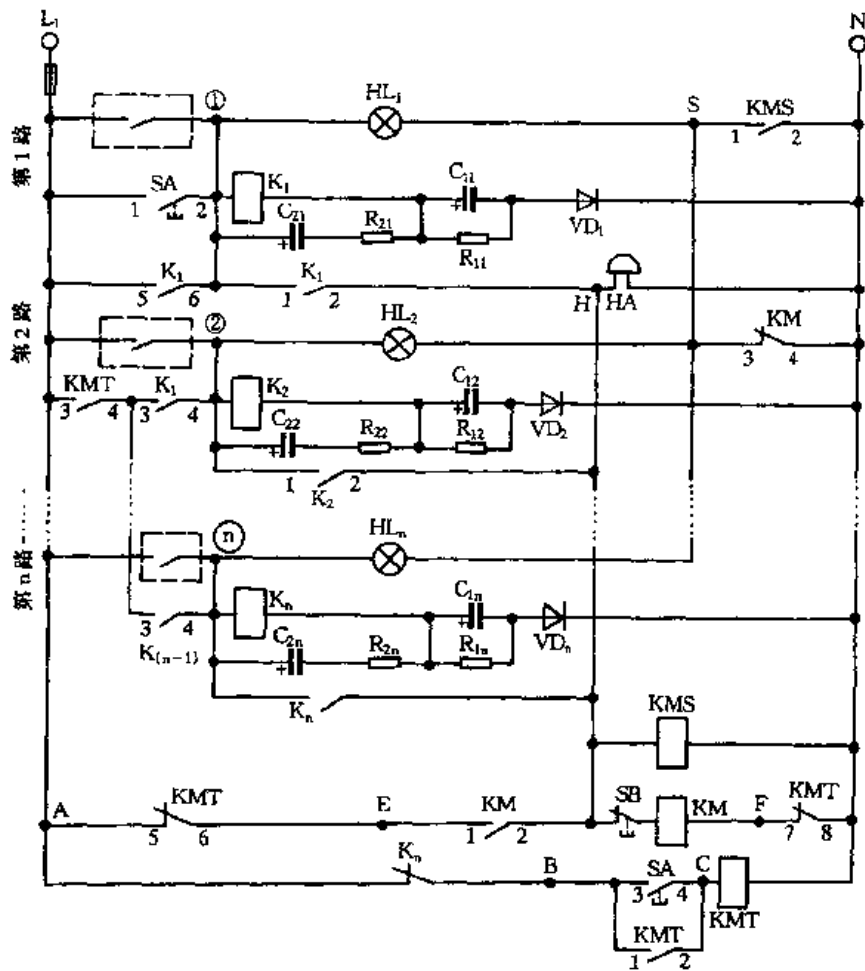 L₁ N
① HL₁ S KMS
1 2
第1路
SA K₁ C₁₁
1 2
C₂₁ R₂₁ VD₁
+ + R₁₁
K₁ K₁
5 6 1 2 H HA
第2路
② HL₂ KM
3 4
KMT K₁ K₂ C₁₂
3 4 3 4
C₂₂ R₂₂ R₁₂ VD₂
+ +
1 2
K₂
第n路
ⓝ HLₙ
Kₙ C₁ₙ
3 4
K(n-1) C₂ₙ R₂ₙ R₁ₙ VDₙ
+ +
Kₙ
KMS
A KMT E KM SB KM F KMT
5 6 1 2 7 8
Kₙ B SA C
3 4 KMT
KMT
1 2